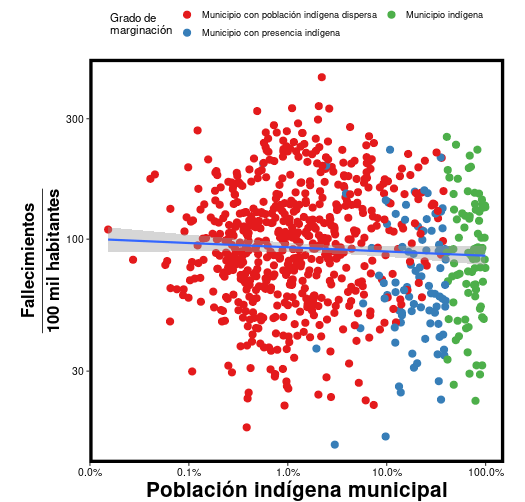 Grado de
marginación
Municipio con población indígena dispersa
Municipio indígena
Municipio con presencia indígena
Fallecimientos
100 mil habitantes
300
100
30
0.0%
0.1%
1.0%
10.0%
100.0%
Población indígena municipal